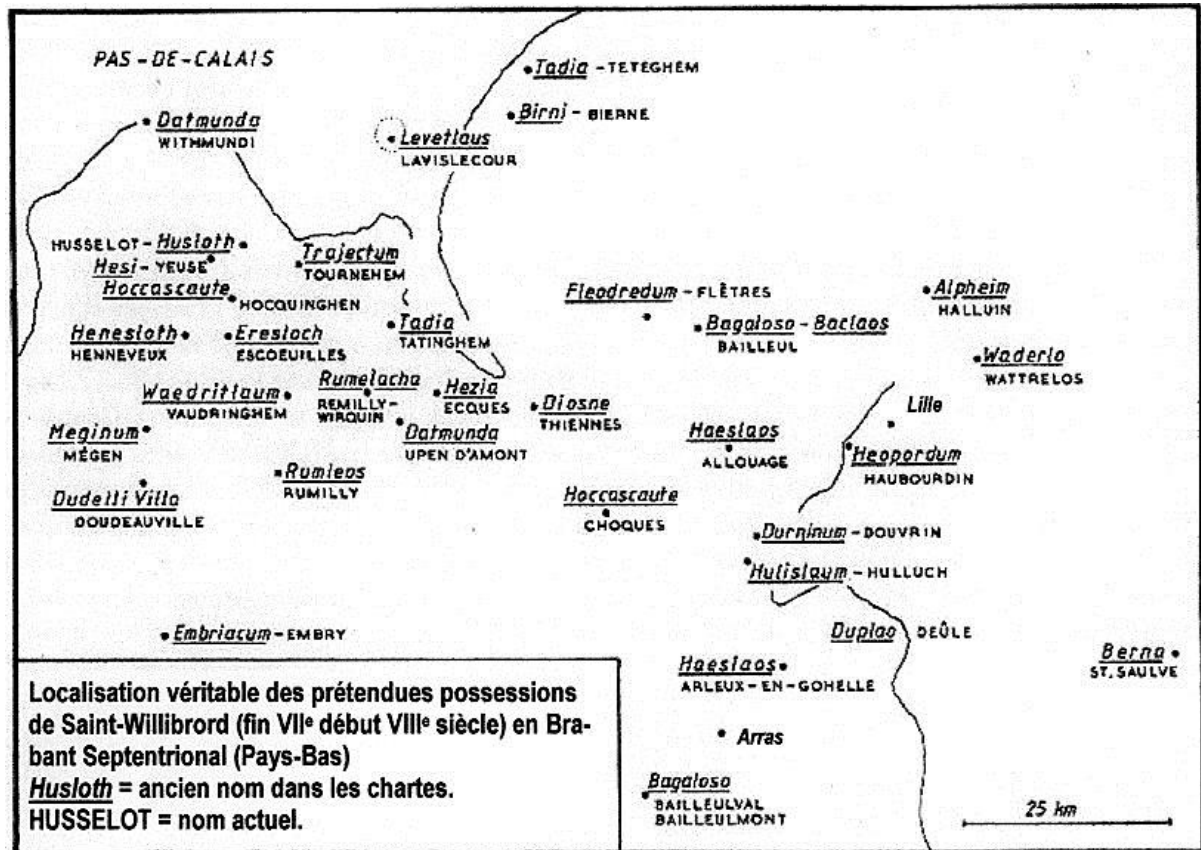 PAS-DE-CALAIS
Tadia - TETEGHEM
Birni - BIERNE
Datmunda
WITHMUNDI
Levetlaus
LAVISLECOUR
HUSSELOT - Husloth
Hesi - YEUSE
Hoccascaute
HOCQUINGHEN
Trajectum
TOURNEHEM
Fleodredum - FLÊTRES
Bagaloso - Baclaos
BAILLEUL
Alpheim
HALLUIN
Henesloth
HENNEVEUX
Eresloch
ESCOEUILLES
Tadia
TATINGHEM
Waderlo
WATTRELOS
Waedritlaum
VAUDRINGHEM
Rumelacha
REMILLY-
WIRQUIN
Hezia
ECQUES
Diosne
THIENNES
Lille
Meginum
MÉGEN
Datmunda
UPEN D'AMONT
Haeslaos
ALLOUAGE
Heopordum
HAUBOURDIN
Rumleos
RUMILLY
Dudelli Villa
DOUDEAUVILLE
Hoccascaute
CHOQUES
Durninum - DOUVRIN
Hulislaum - HULLUCH
Embriacum - EMBRY
Duplao DEÛLE
Berna
ST. SAULVE
Haeslaos
ARLEUX-EN-GOHELLE
Arras
Bagaloso
BAILLEULVAL
BAILLEULMONT
25 km
Localisation véritable des prétendues possessions
de Saint-Willibrord (fin VIIe début VIIIe siècle) en Bra-
bant Septentrional (Pays-Bas)
Husloth = ancien nom dans les chartes.
HUSSELOT = nom actuel.